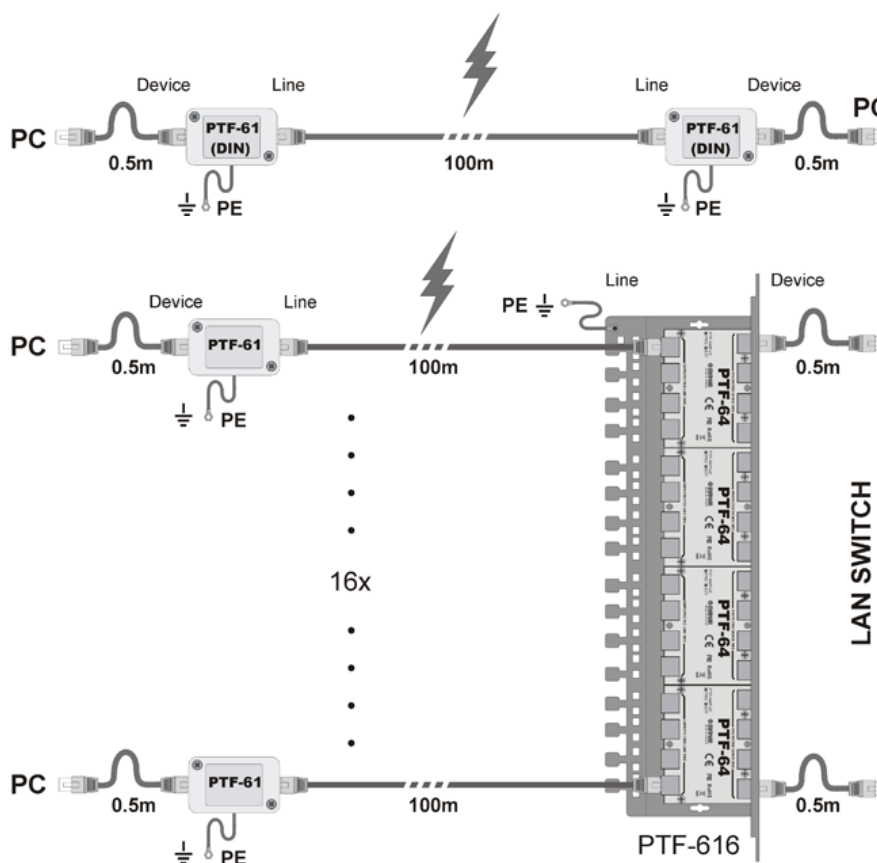 Device Line Line Device
PC PTF-61 PTF-61 PC
(DIN) (DIN)
0.5m 100m 0.5m
PE PE
Device Line PE Line Device
PC PTF-61
0.5m 100m 0.5m
PE
PTF-64
PTF-64
16x
LAN SWITCH
PTF-64
PTF-64
PC PTF-61
0.5m 100m 0.5m
PE
PTF-616